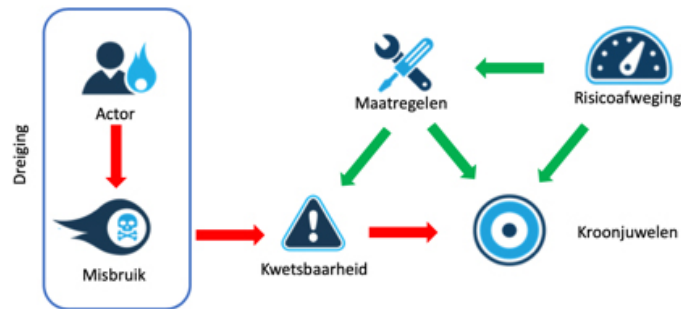 Dreiging
Actor
Misbruik
Kwetsbaarheid
Maatregelen
Risicoafweging
Kroonjuwelen